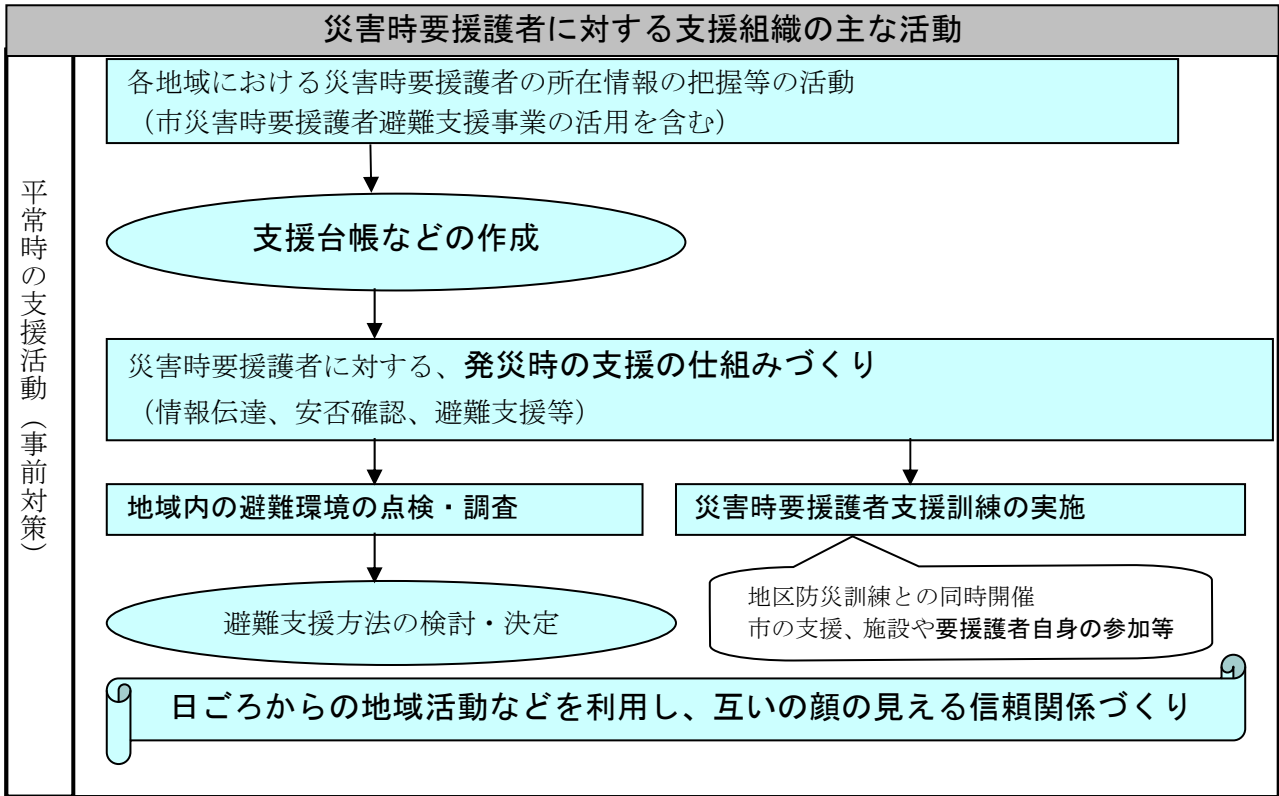 災害時要援護者に対する支援組織の主な活動
平常時の支援活動（事前対策）
各地域における災害時要援護者の所在情報の把握等の活動
（市災害時要援護者避難支援事業の活用を含む）
支援台帳などの作成
災害時要援護者に対する、発災時の支援の仕組みづくり
（情報伝達、安否確認、避難支援等）
地域内の避難環境の点検・調査
災害時要援護者支援訓練の実施
避難支援方法の検討・決定
地区防災訓練との同時開催
市の支援、施設や要援護者自身の参加等
日ごろからの地域活動などを利用し、互いの顔の見える信頼関係づくり